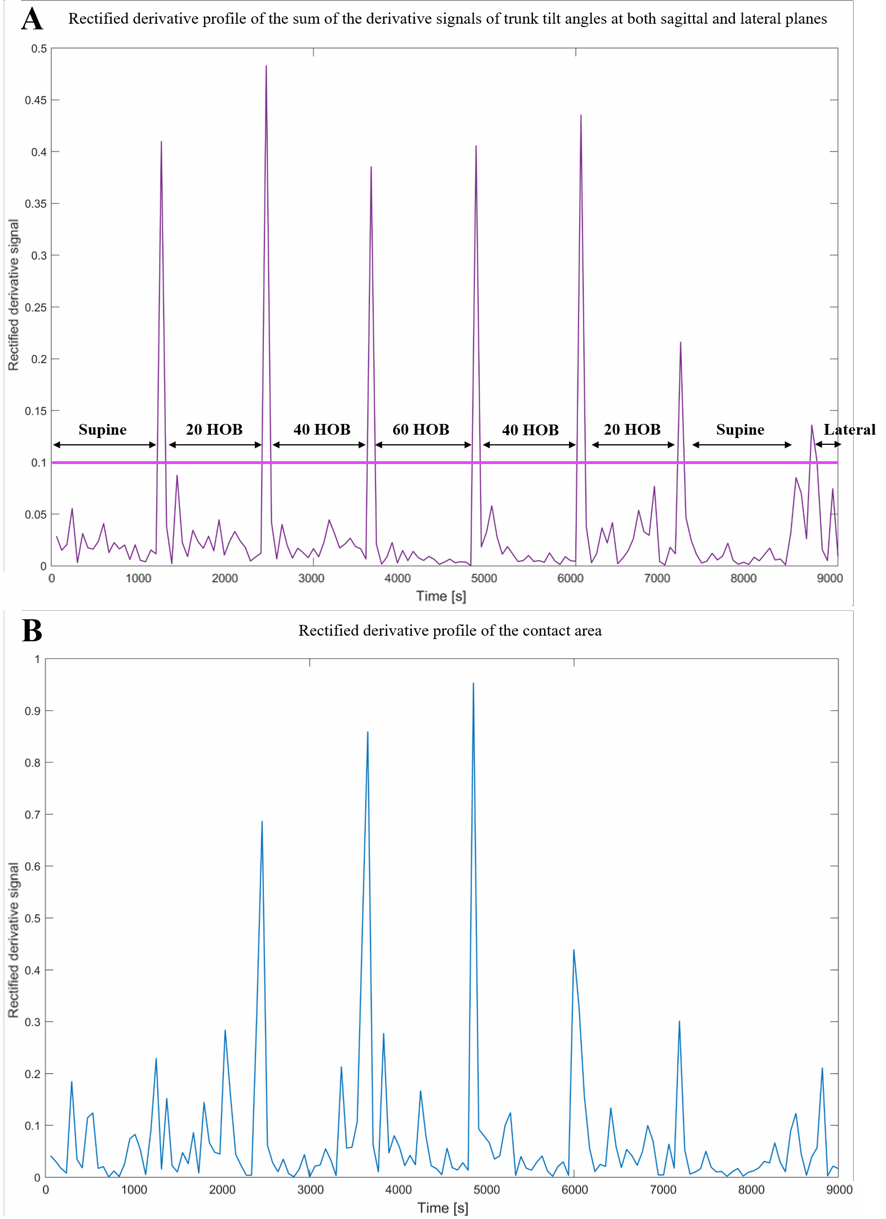 A
Rectified derivative profile of the sum of the derivative signals of trunk tilt angles at both sagittal and lateral planes
0.5
0.45
0.4
0.35
0.3
0.25
0.2
0.15
0.1
0.05
0
Rectified derivative signal
Supine 20 HOB 40 HOB 60 HOB 40 HOB 20 HOB Supine Lateral
0 1000 2000 3000 4000 5000 6000 7000 8000 9000
Time [s]
B
Rectified derivative profile of the contact area
1
0.9
0.8
0.7
0.6
0.5
0.4
0.3
0.2
0.1
0
Rectified derivative signal
0 1000 2000 3000 4000 5000 6000 7000 8000 9000
Time [s]